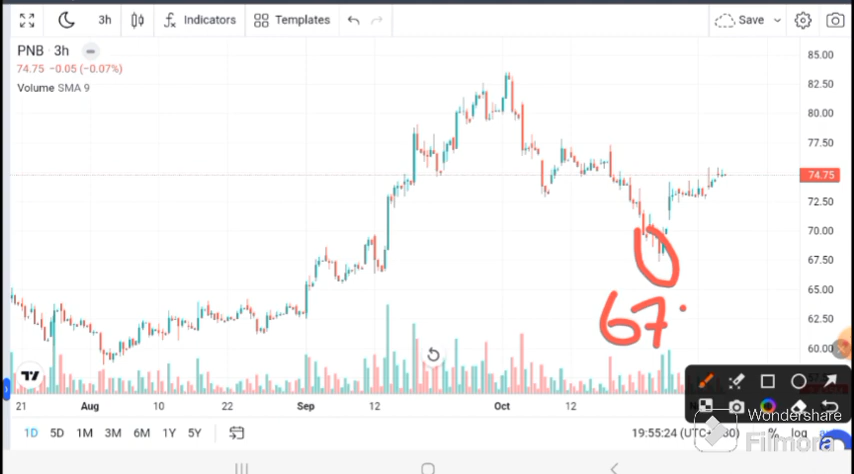 3h Indicators Templates Save
PNB 3h
74.75 −0.05 (−0.07%)
Volume SMA 9
85.00
82.50
80.00
77.50
74.75
72.50
70.00
67.50
65.00
62.50
60.00
67.
21 Aug 10 22 Sep 12 Oct 12
1D 5D 1M 3M 6M 1Y 5Y 19:55:24 (UTC+ 30) % log
Wondershare
Filmora